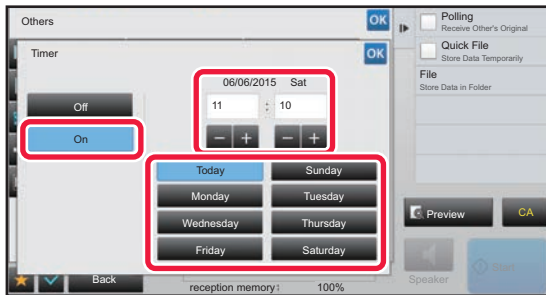 Others
OK
Timer
OK
06/06/2015 Sat
11 : 10
Off
On
Today
Sunday
Monday
Tuesday
Wednesday
Thursday
Friday
Saturday
Back
reception memory: 100%
Polling
Receive Other's Original
Quick File
Store Data Temporarily
File
Store Data in Folder
Preview
CA
Speaker
Start